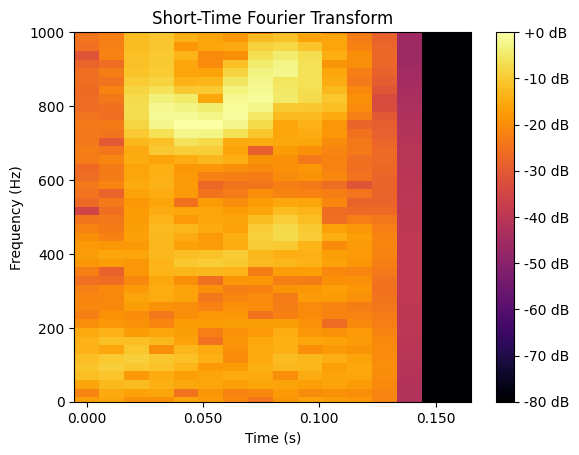 Short-Time Fourier Transform
1000
800
600
400
200
0
Frequency (Hz)
0.000
0.050
0.100
0.150
Time (s)
+0 dB
-10 dB
-20 dB
-30 dB
-40 dB
-50 dB
-60 dB
-70 dB
-80 dB